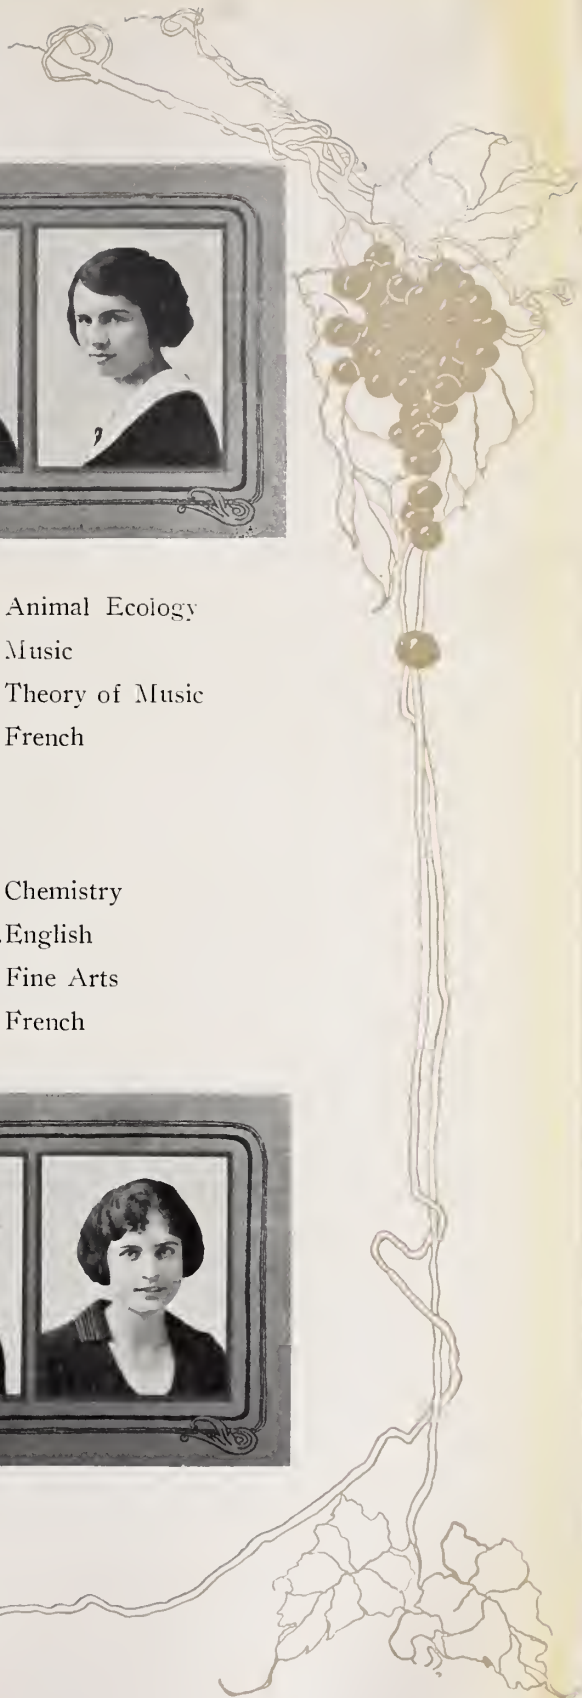 Animal Ecology
Music
Theory of Music
French
Chemistry
.English
Fine Arts
French